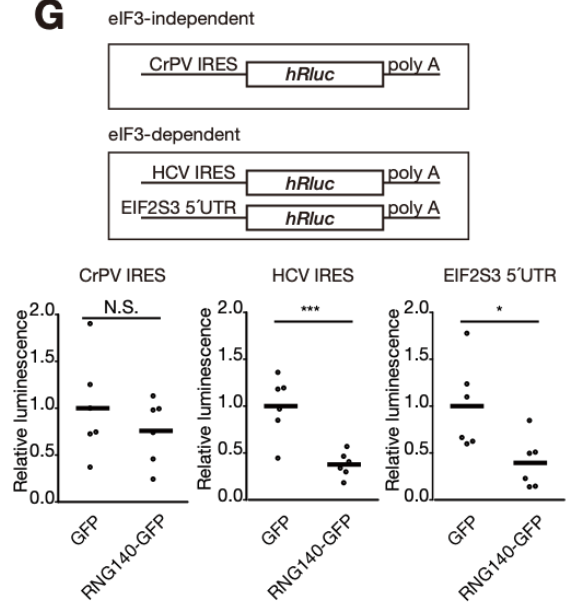 G
eIF3-independent
CrPV IRES hRluc poly A
eIF3-dependent
HCV IRES hRluc poly A
EIF2S3 5´UTR hRluc poly A
CrPV IRES
Relative luminescence
2.0
1.5
1.0
0.5
0.0
N.S.
GFP
RNG140-GFP
HCV IRES
Relative luminescence
2.0
1.5
1.0
0.5
0.0
***
GFP
RNG140-GFP
EIF2S3 5´UTR
Relative luminescence
2.0
1.5
1.0
0.5
0.0
*
GFP
RNG140-GFP